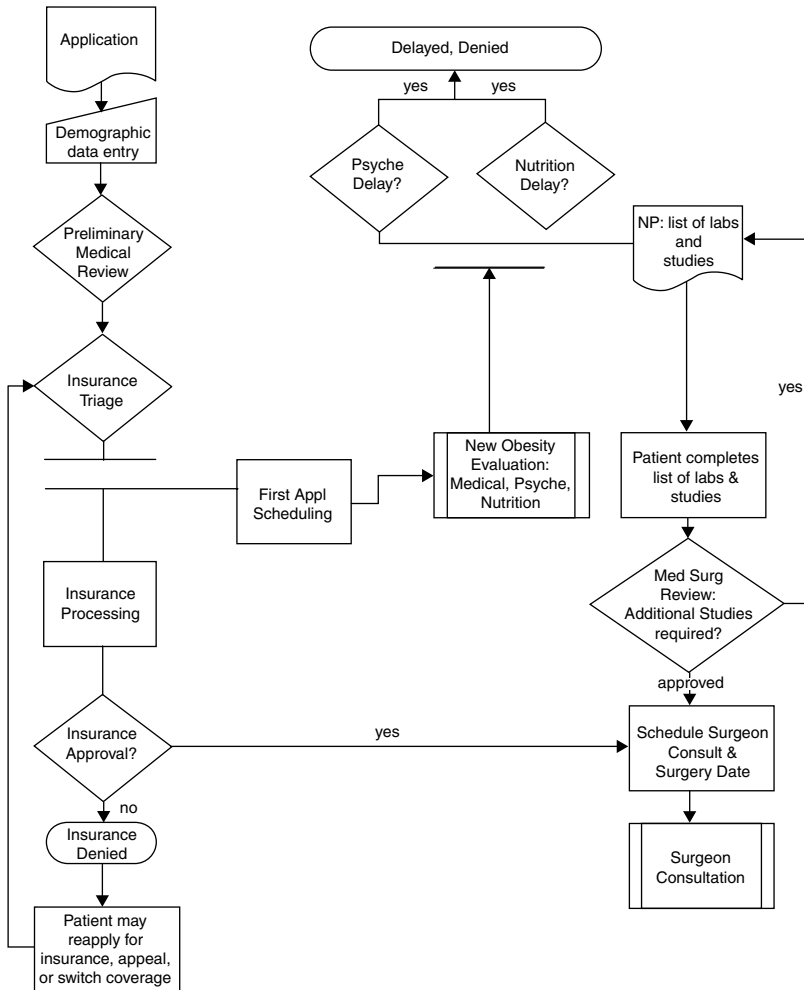 Application
Demographic
data entry
Preliminary
Medical
Review
Insurance
Triage
First Appl
Scheduling
New Obesity
Evaluation:
Medical, Psyche,
Nutrition
Delayed, Denied
yes
yes
Psyche
Delay?
Nutrition
Delay?
NP: list of labs
and
studies
yes
Patient completes
list of labs &
studies
Med Surg
Review:
Additional Studies
required?
approved
Schedule Surgeon
Consult &
Surgery Date
Surgeon
Consultation
Insurance
Processing
Insurance
Approval?
yes
no
Insurance
Denied
Patient may
reapply for
insurance, appeal,
or switch coverage